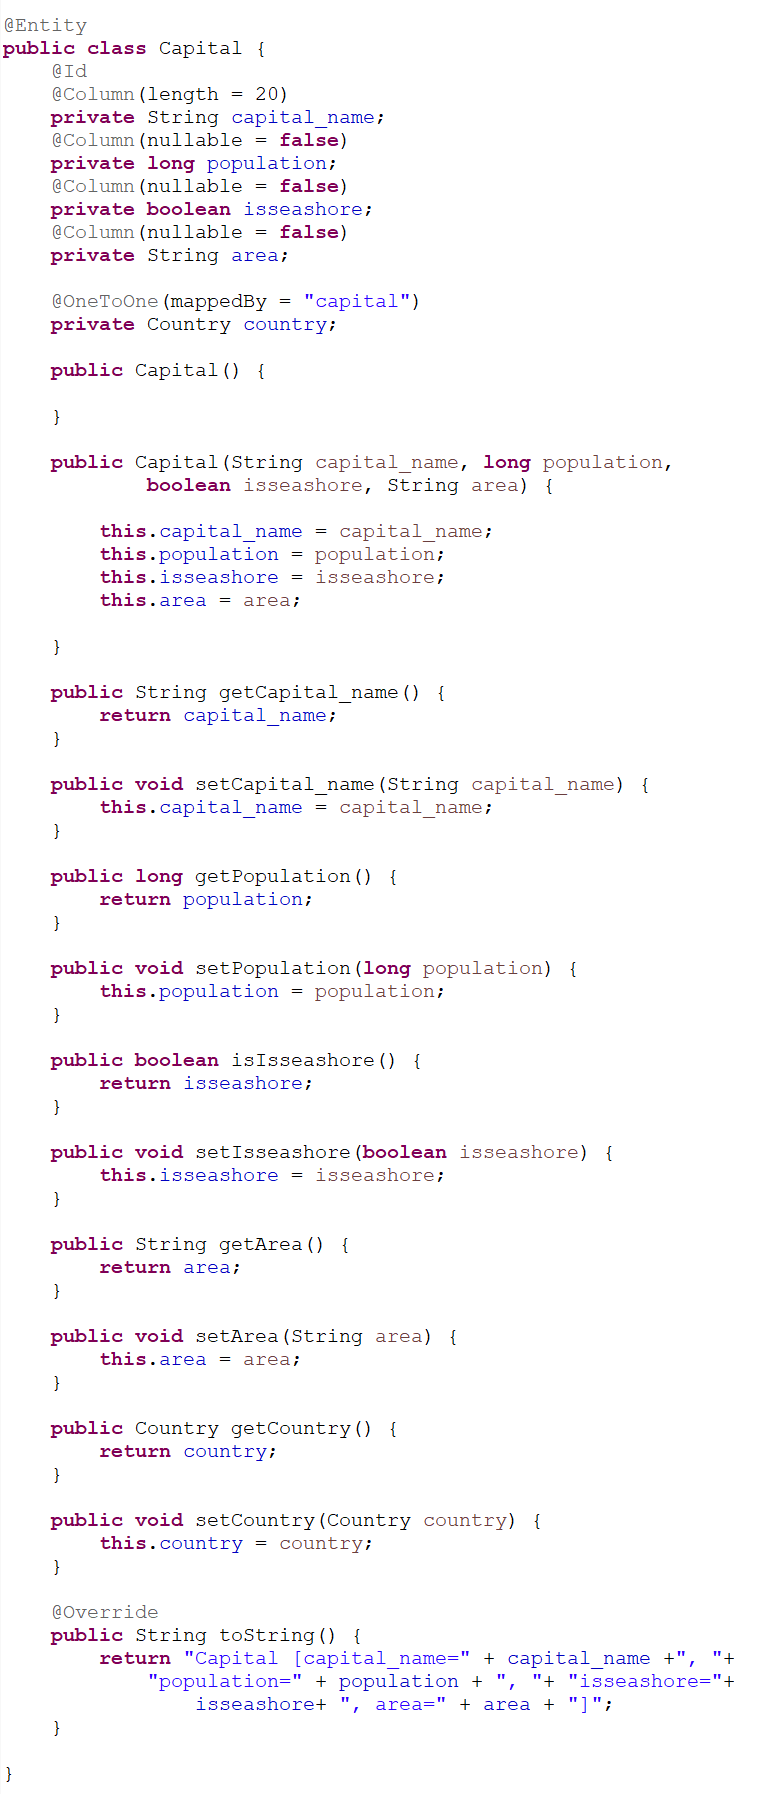 @Entity
public class Capital {
    @Id
    @Column(length = 20)
    private String capital_name;
    @Column(nullable = false)
    private long population;
    @Column(nullable = false)
    private boolean isseashore;
    @Column(nullable = false)
    private String area;

    @OneToOne(mappedBy = "capital")
    private Country country;

    public Capital() {

    }

    public Capital(String capital_name, long population,
            boolean isseashore, String area) {

        this.capital_name = capital_name;
        this.population = population;
        this.isseashore = isseashore;
        this.area = area;

    }

    public String getCapital_name() {
        return capital_name;
    }

    public void setCapital_name(String capital_name) {
        this.capital_name = capital_name;
    }

    public long getPopulation() {
        return population;
    }

    public void setPopulation(long population) {
        this.population = population;
    }

    public boolean isIsseashore() {
        return isseashore;
    }

    public void setIsseashore(boolean isseashore) {
        this.isseashore = isseashore;
    }

    public String getArea() {
        return area;
    }

    public void setArea(String area) {
        this.area = area;
    }

    public Country getCountry() {
        return country;
    }

    public void setCountry(Country country) {
        this.country = country;
    }

    @Override
    public String toString() {
        return "Capital [capital_name=" + capital_name +", "+
            "population=" + population + ", "+ "isseashore="+
                isseashore+ ", area=" + area + "]";
    }

}